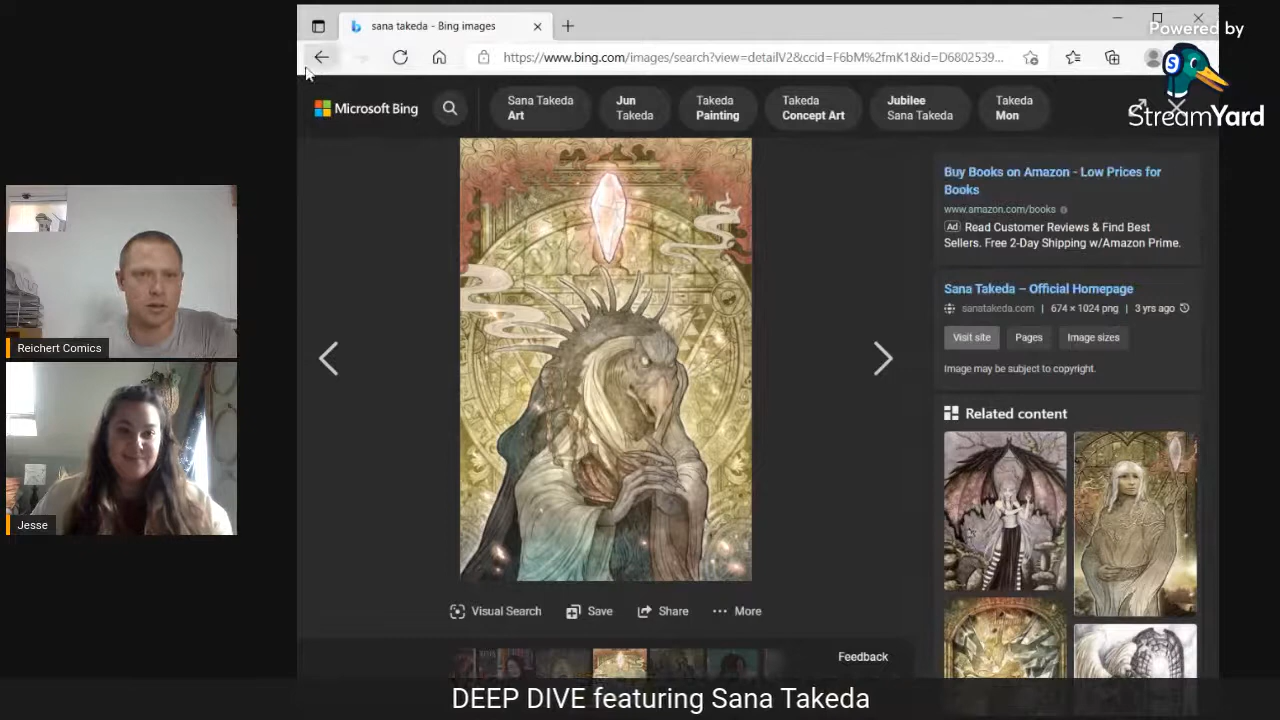 sana takeda - Bing images
Powered by
https://www.bing.com/images/search?view=detailV2&ccid=F6bM%2fmK1&id=D6802539...
StreamYard
Microsoft Bing
Sana Takeda
Art
Jun
Takeda
Takeda
Painting
Takeda
Concept Art
Jubilee
Sana Takeda
Takeda
Mon
Buy Books on Amazon - Low Prices for
Books
www.amazon.com/books
Ad Read Customer Reviews & Find Best
Sellers. Free 2-Day Shipping w/Amazon Prime.
Sana Takeda – Official Homepage
sanatakeda.com | 674 × 1024 png | 3 yrs ago
Visit site
Pages
Image sizes
Image may be subject to copyright.
Related content
Reichert Comics
Jesse
Visual Search
Save
Share
More
Feedback
DEEP DIVE featuring Sana Takeda